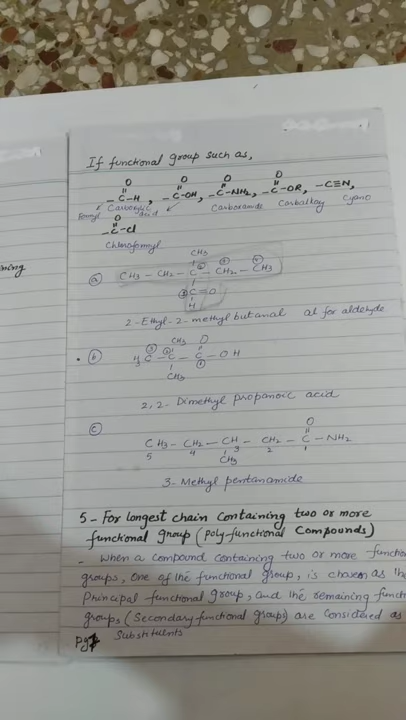 If functional group such as,
O O O O
-C-H, -C-OH, -C-NH2, -C-OR, -C≡N,
Formyl Carboxylic acid Carboxamide Carbalkoxy Cyano
O
-C-Cl
Chloroformyl
ning
CH3
(a) CH3 - CH2 - C - CH2 - CH3
C=O
H
2-Ethyl-2-methyl butanal al for aldehyde
CH3 O
(b) H3C - C - C - OH
CH3
2,2-Dimethyl propanoic acid
(c)
O
CH3 - CH2 - CH - CH2 - C - NH2
5 4 3 2 1
CH3
3-Methyl pentanamide
5- For longest chain containing two or more
functional group (Poly-functional Compounds)
- When a compound containing two or more functio
groups, one of the functional group, is chosen as the
Principal functional group, and the remaining funct
groups (Secondary functional groups) are considered as
Substituents